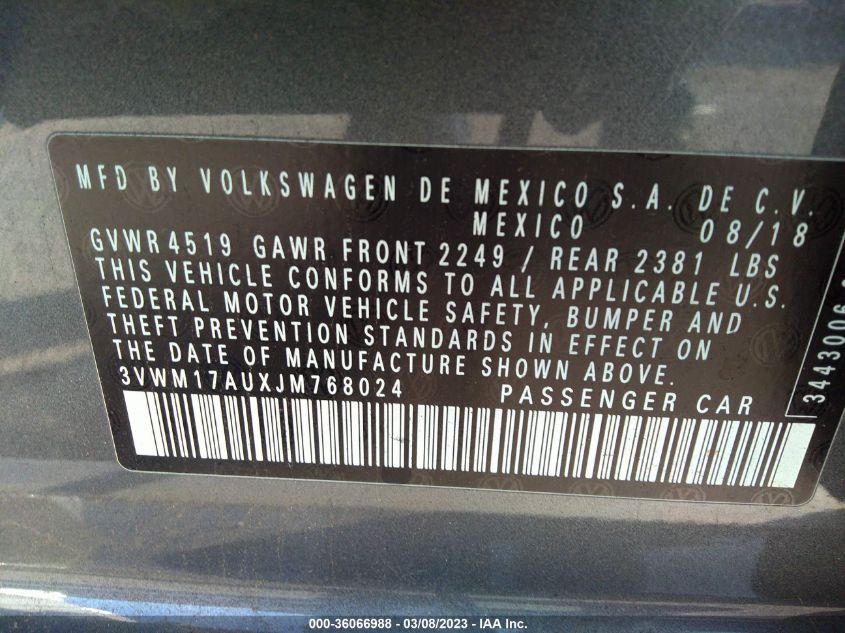 MFD BY VOLKSWAGEN DE MEXICO S.A. DE C.V.
MEXICO 08/18
GVWR 4519 GAWR FRONT 2249 / REAR 2381 LBS
THIS VEHICLE CONFORMS TO ALL APPLICABLE U.S.
FEDERAL MOTOR VEHICLE SAFETY, BUMPER AND
THEFT PREVENTION STANDARDS IN EFFECT ON
THE DATE OF MANUFACTURE SHOWN ABOVE.
3VWM17AUXJM768024 PASSENGER CAR
3443006
000-36066988 - 03/08/2023 - IAA Inc.